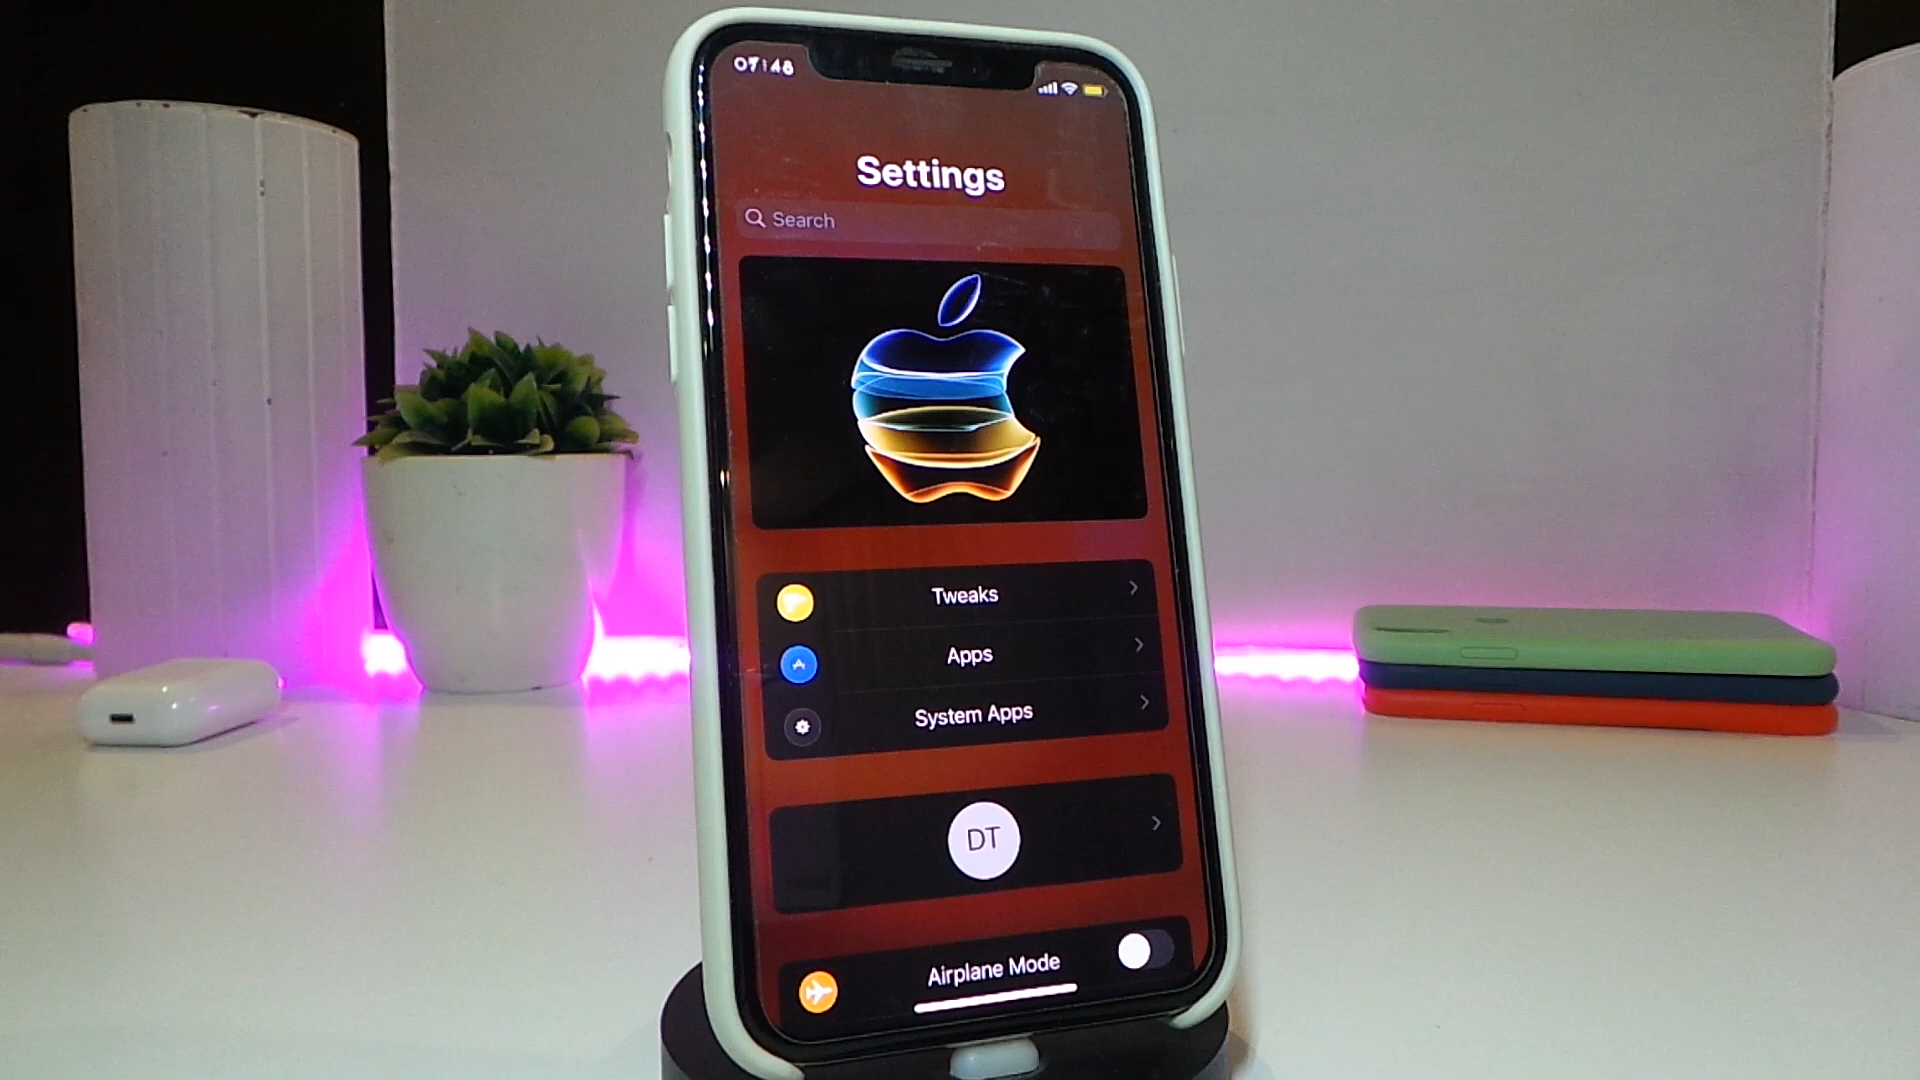 07:48
Settings
Search
Tweaks
Apps
System Apps
DT
Airplane Mode